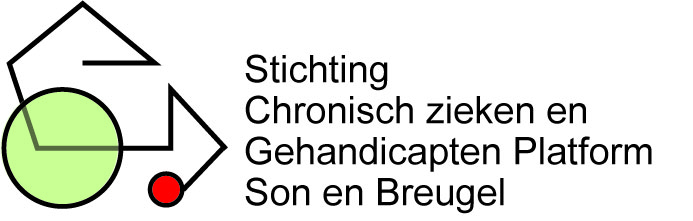 Stichting
Chronisch zieken en
Gehandicapten Platform
Son en Breugel